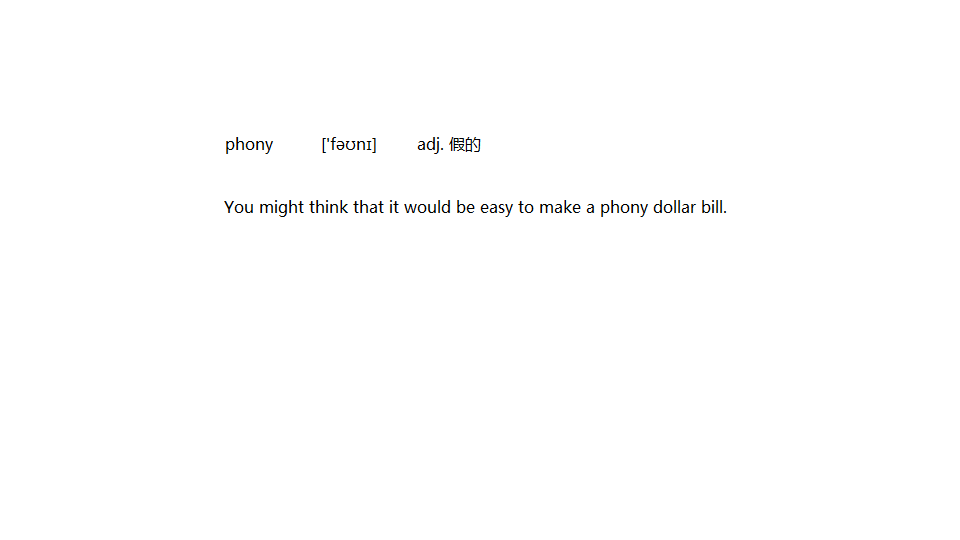 phony ['fəʊnɪ] adj. 假的
You might think that it would be easy to make a phony dollar bill.